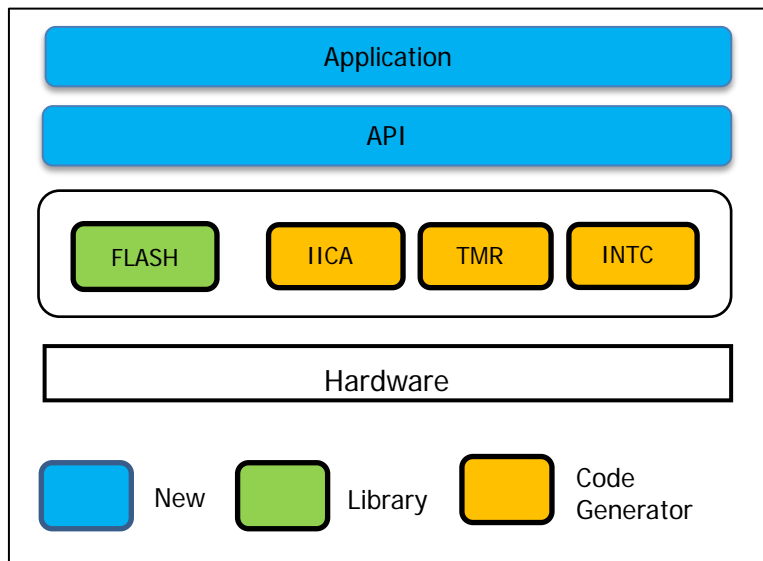 Application
API
FLASH IICA TMR INTC
Hardware
New Library Code
Generator